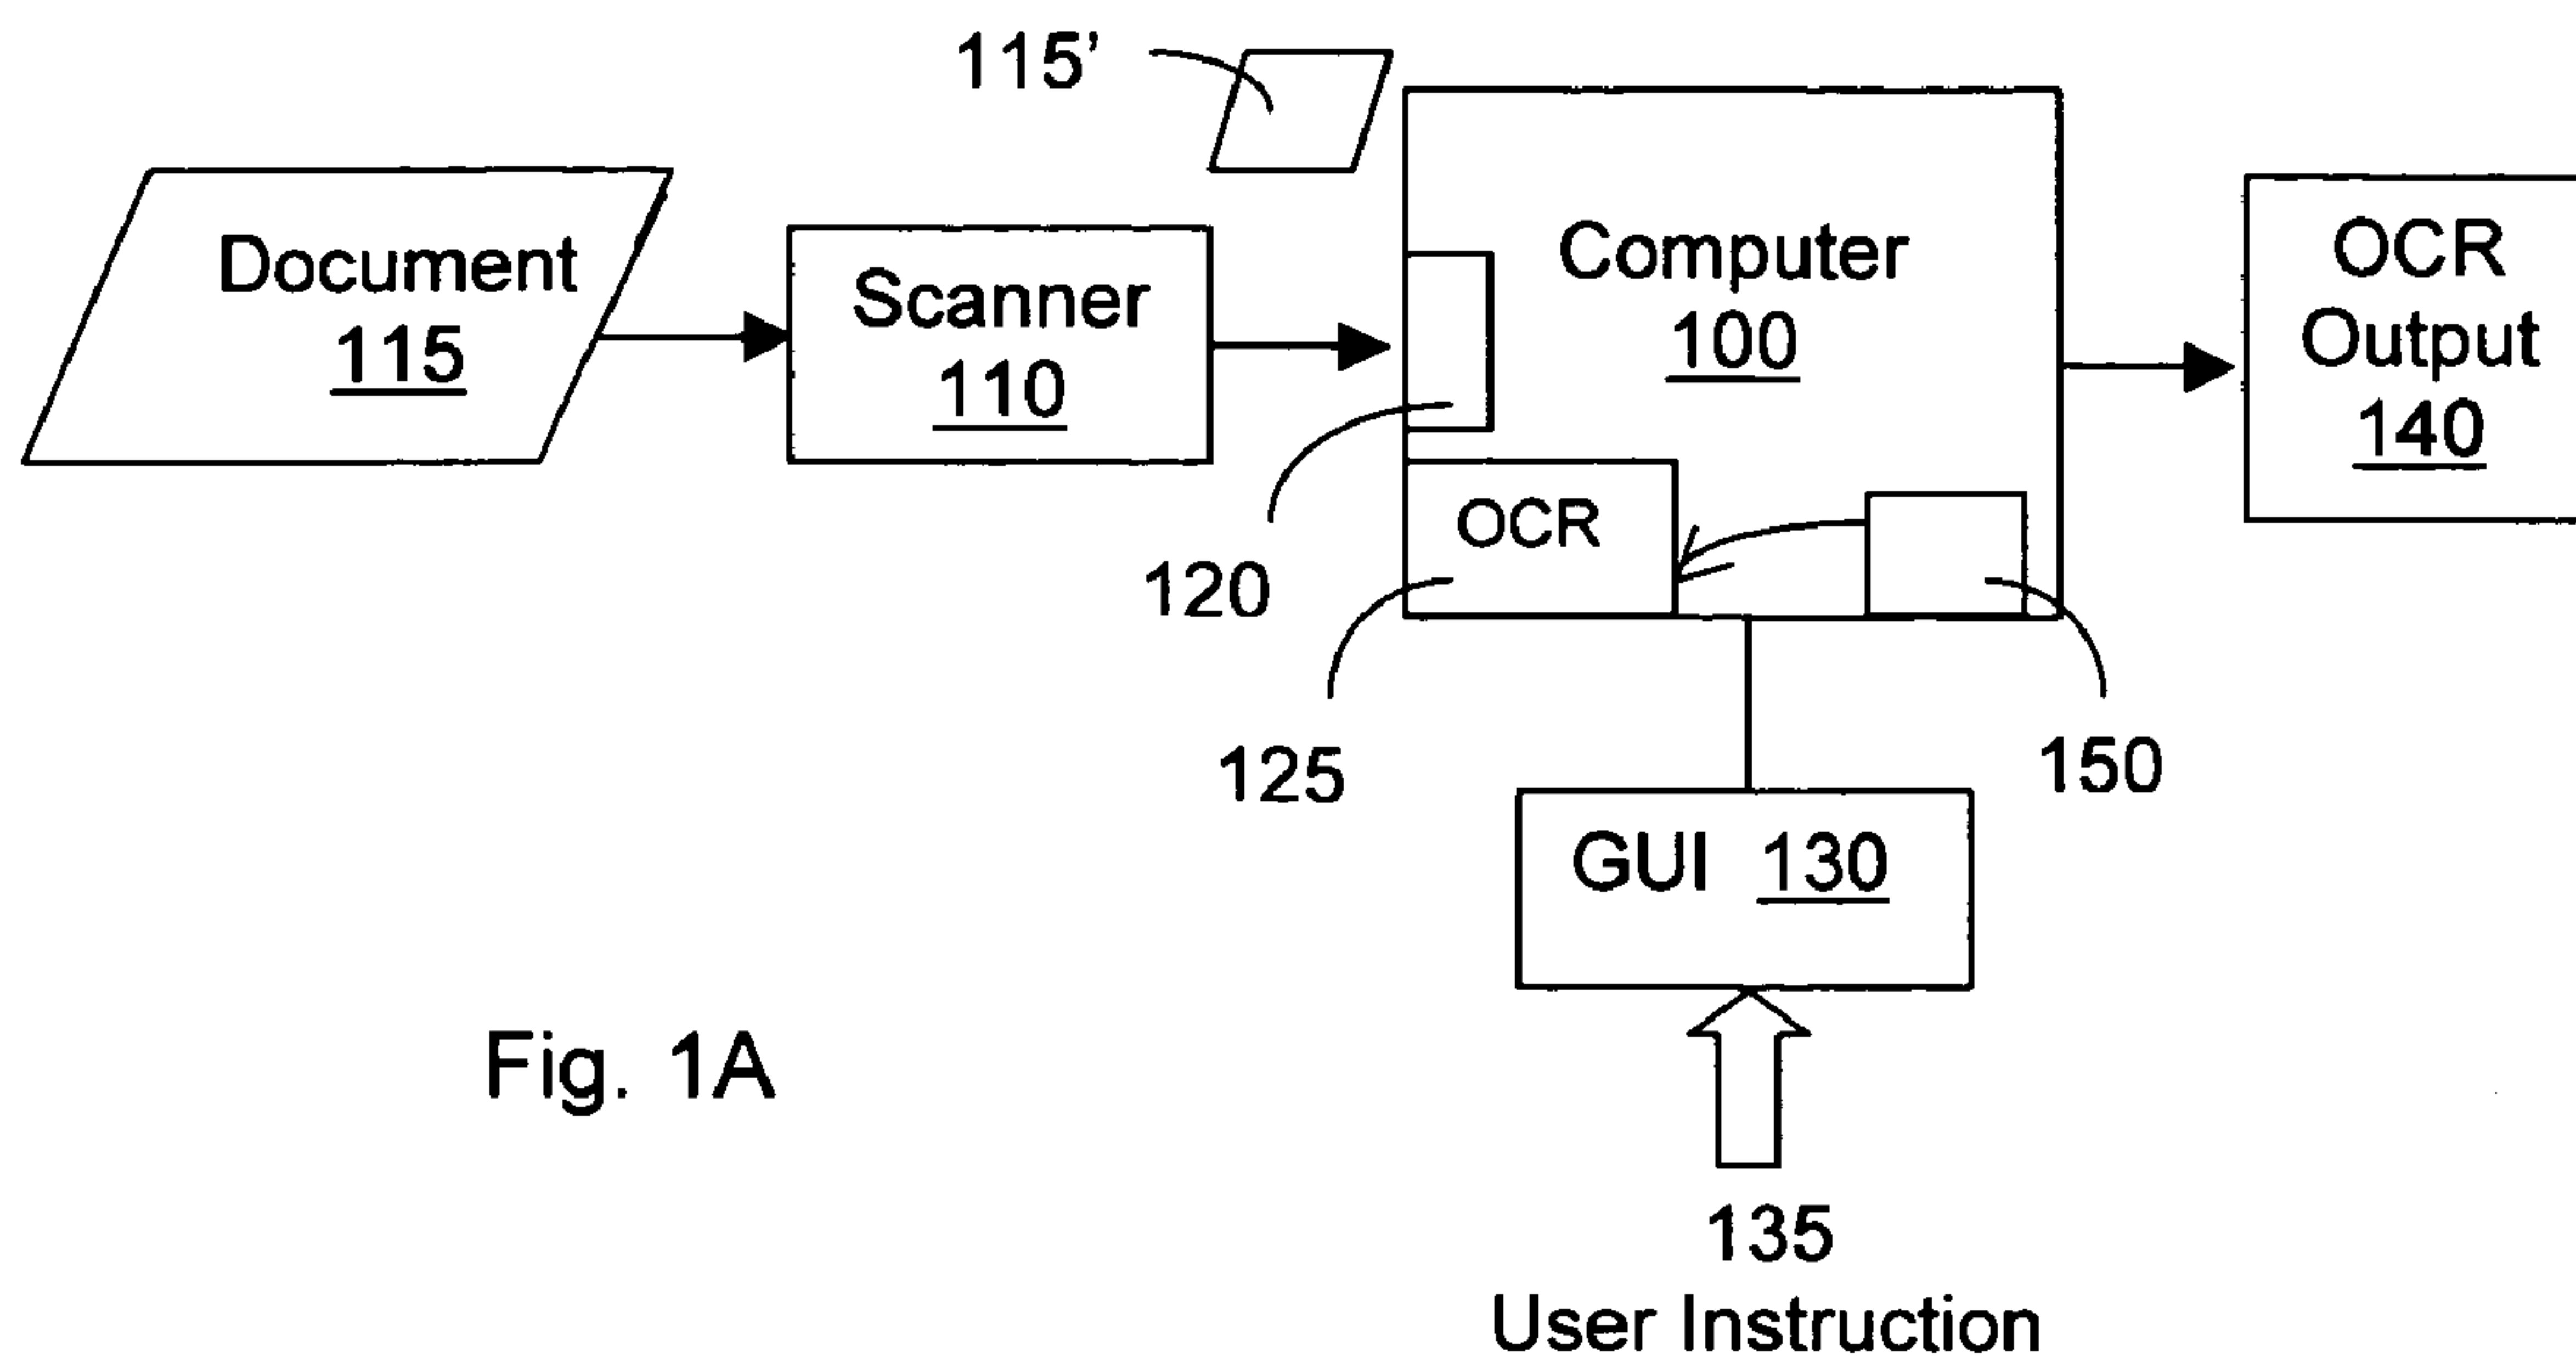 115’
Document
115
Scanner
110
Computer
100
OCR
Output
140
120
OCR
125
150
GUI 130
Fig. 1A
135
User Instruction